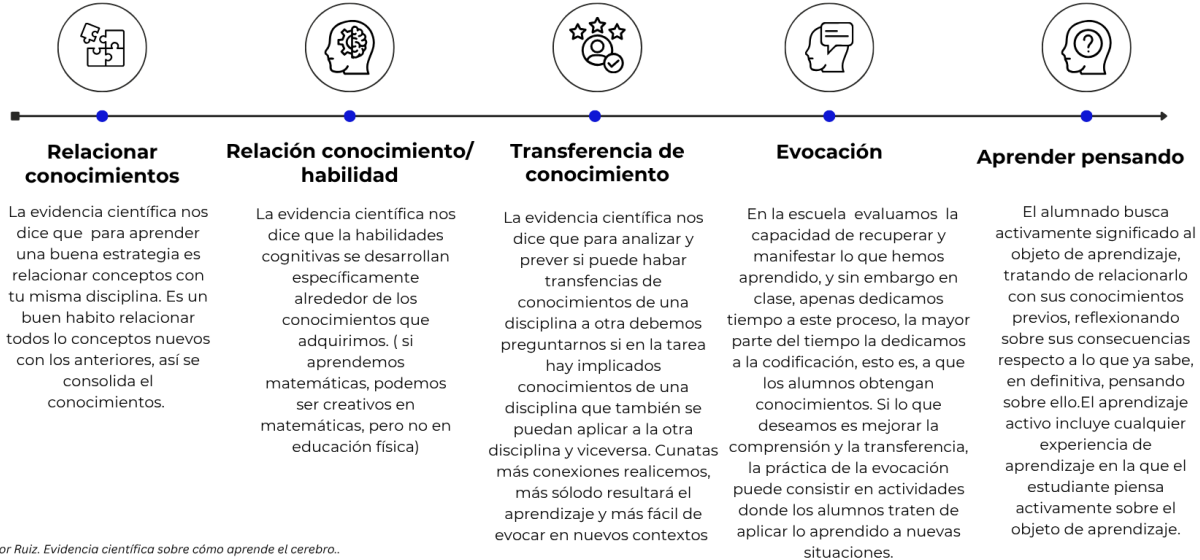 Relacionar
conocimientos
La evidencia científica nos
dice que para aprender
una buena estrategia es
relacionar conceptos con
tu misma disciplina. Es un
buen habito relacionar
todos lo conceptos nuevos
con los anteriores, así se
consolida el
conocimientos.
Relación conocimiento/
habilidad
La evidencia científica nos
dice que la habilidades
cognitivas se desarrollan
específicamente
alrededor de los
conocimientos que
adquirimos. ( si
aprendemos
matemáticas, podemos
ser creativos en
matemáticas, pero no en
educación física)
Transferencia de
conocimiento
La evidencia científica nos
dice que para analizar y
prever si puede habar
transfencias de
conocimientos de una
disciplina a otra debemos
preguntarnos si en la tarea
hay implicados
conocimientos de una
disciplina que también se
puedan aplicar a la otra
disciplina y viceversa. Cunatas
más conexiones realicemos,
más sólodo resultará el
aprendizaje y más fácil de
evocar en nuevos contextos
Evocación
En la escuela evaluamos la
capacidad de recuperar y
manifestar lo que hemos
aprendido, y sin embargo en
clase, apenas dedicamos
tiempo a este proceso, la mayor
parte del tiempo la dedicamos
a la codificación, esto es, a que
los alumnos obtengan
conocimientos. Si lo que
deseamos es mejorar la
comprensión y la transferencia,
la práctica de la evocación
puede consistir en actividades
donde los alumnos traten de
aplicar lo aprendido a nuevas
situaciones.
Aprender pensando
El alumnado busca
activamente significado al
objeto de aprendizaje,
tratando de relacionarlo
con sus conocimientos
previos, reflexionando
sobre sus consecuencias
respecto a lo que ya sabe,
en definitiva, pensando
sobre ello.El aprendizaje
activo incluye cualquier
experiencia de
aprendizaje en la que el
estudiante piensa
activamente sobre el
objeto de aprendizaje.
or Ruiz. Evidencia científica sobre cómo aprende el cerebro..